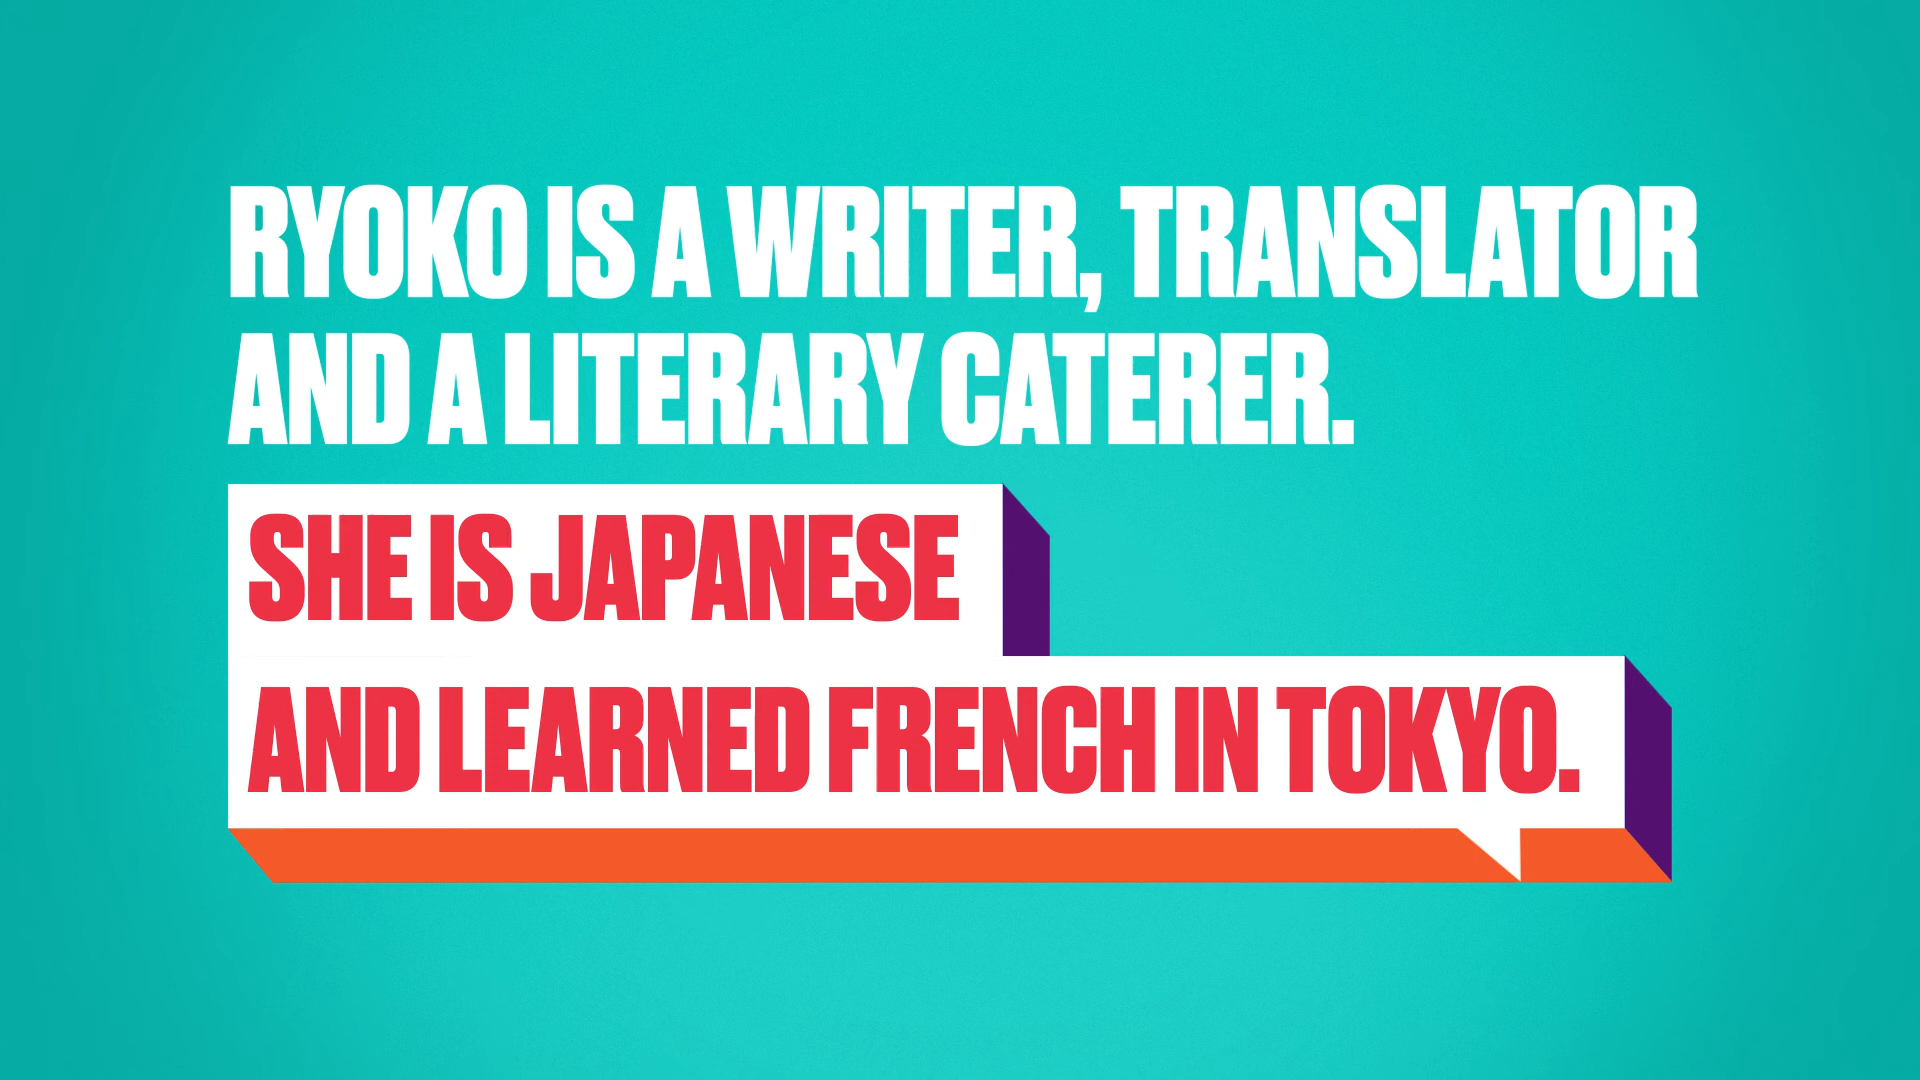 RYOKO IS A WRITER, TRANSLATOR
AND A LITERARY CATERER.
SHE IS JAPANESE
AND LEARNED FRENCH IN TOKYO.